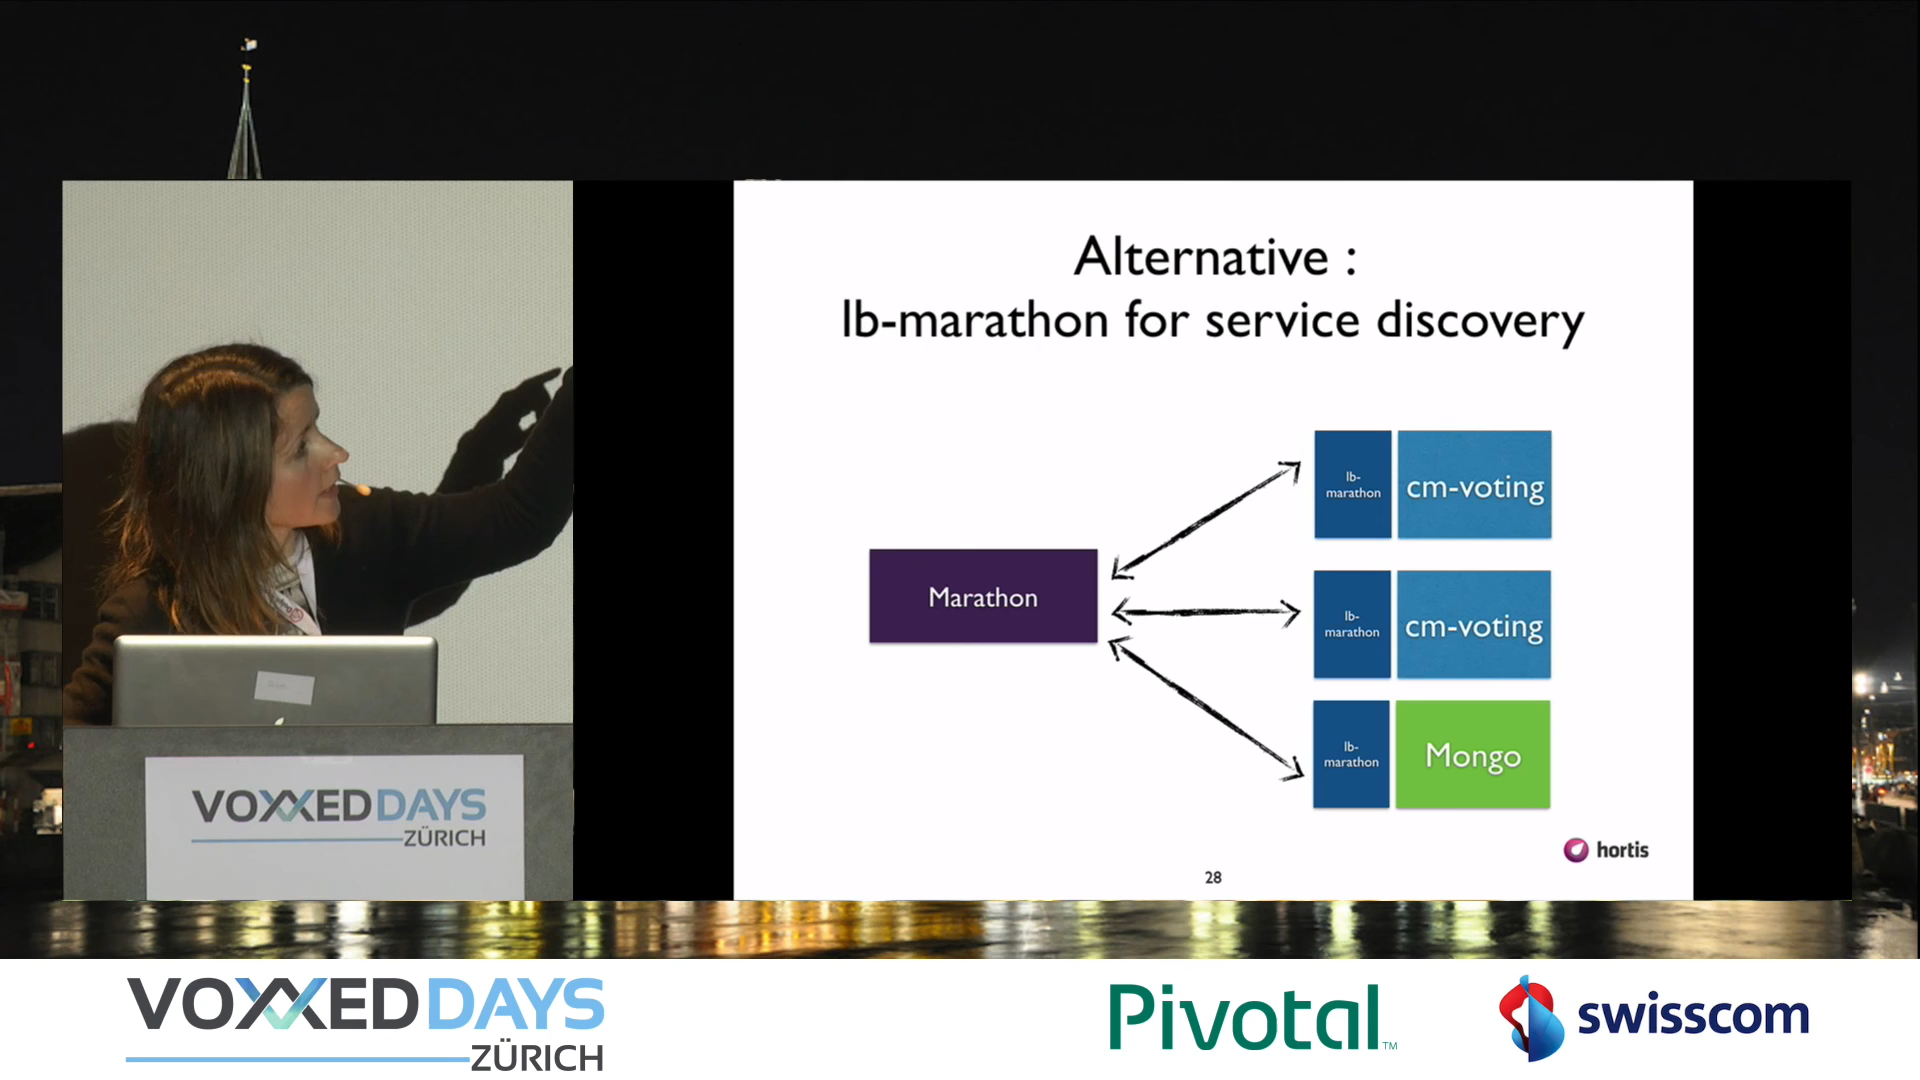 Alternative :
lb-marathon for service discovery
lb-
marathon
cm-voting
Marathon
lb-
marathon
cm-voting
lb-
marathon
Mongo
hortis
28
VOXXED DAYS
ZÜRICH
VOXXED DAYS
ZÜRICH
Pivotal™
swisscom